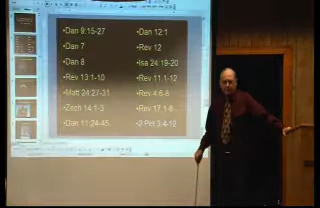 •Dan 9:15-27
•Dan 7
•Dan 8
•Rev 13:1-10
•Matt 24:27-31
•Zech 14:1-3
•Dan 11:24-45
•Dan 12:1
•Rev 12
•Isa 24:19-20
•Rev 11:1-12
•Rev 4:6-8
•Rev 17:1-8
•2 Pet 3:4-12